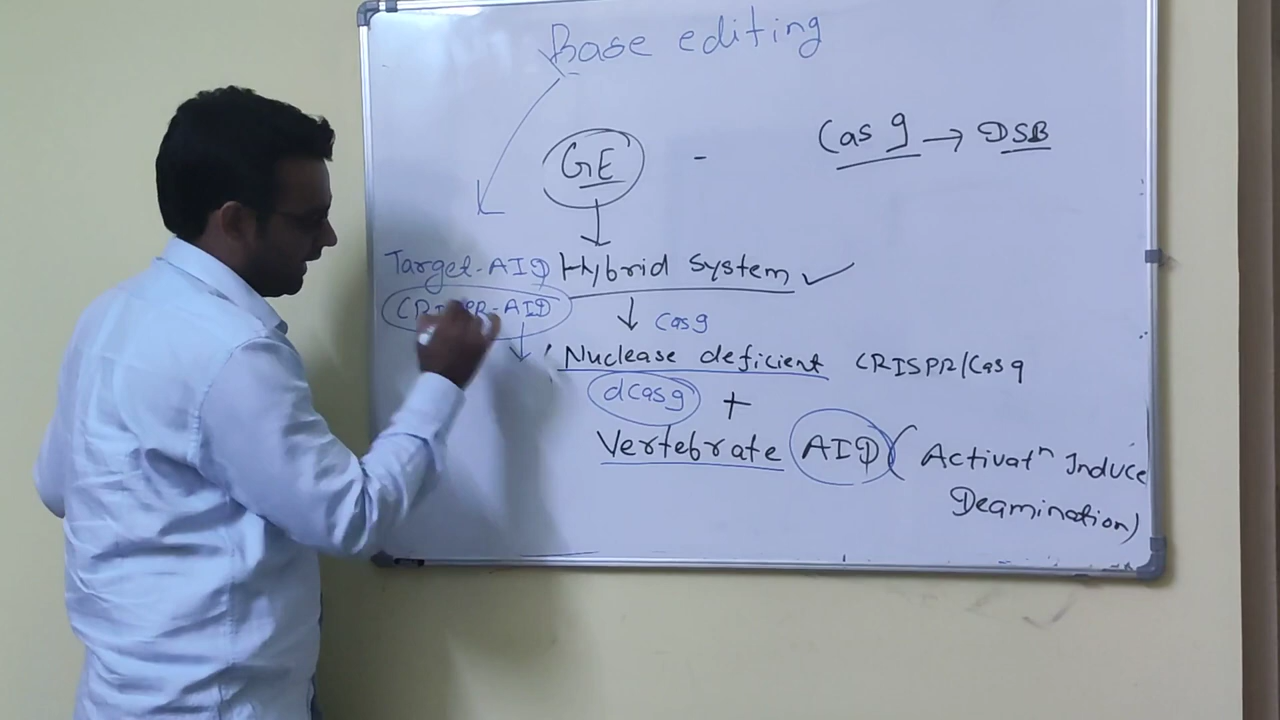 Base editing
GE - Cas 9 → DSB
Target-AID Hybrid System ✓
CRISPR-AID
↓ Cas9
Nuclease deficient CRISPR/Cas9
dcas9 +
Vertebrate AID (Activatⁿ Induce
Deamination)